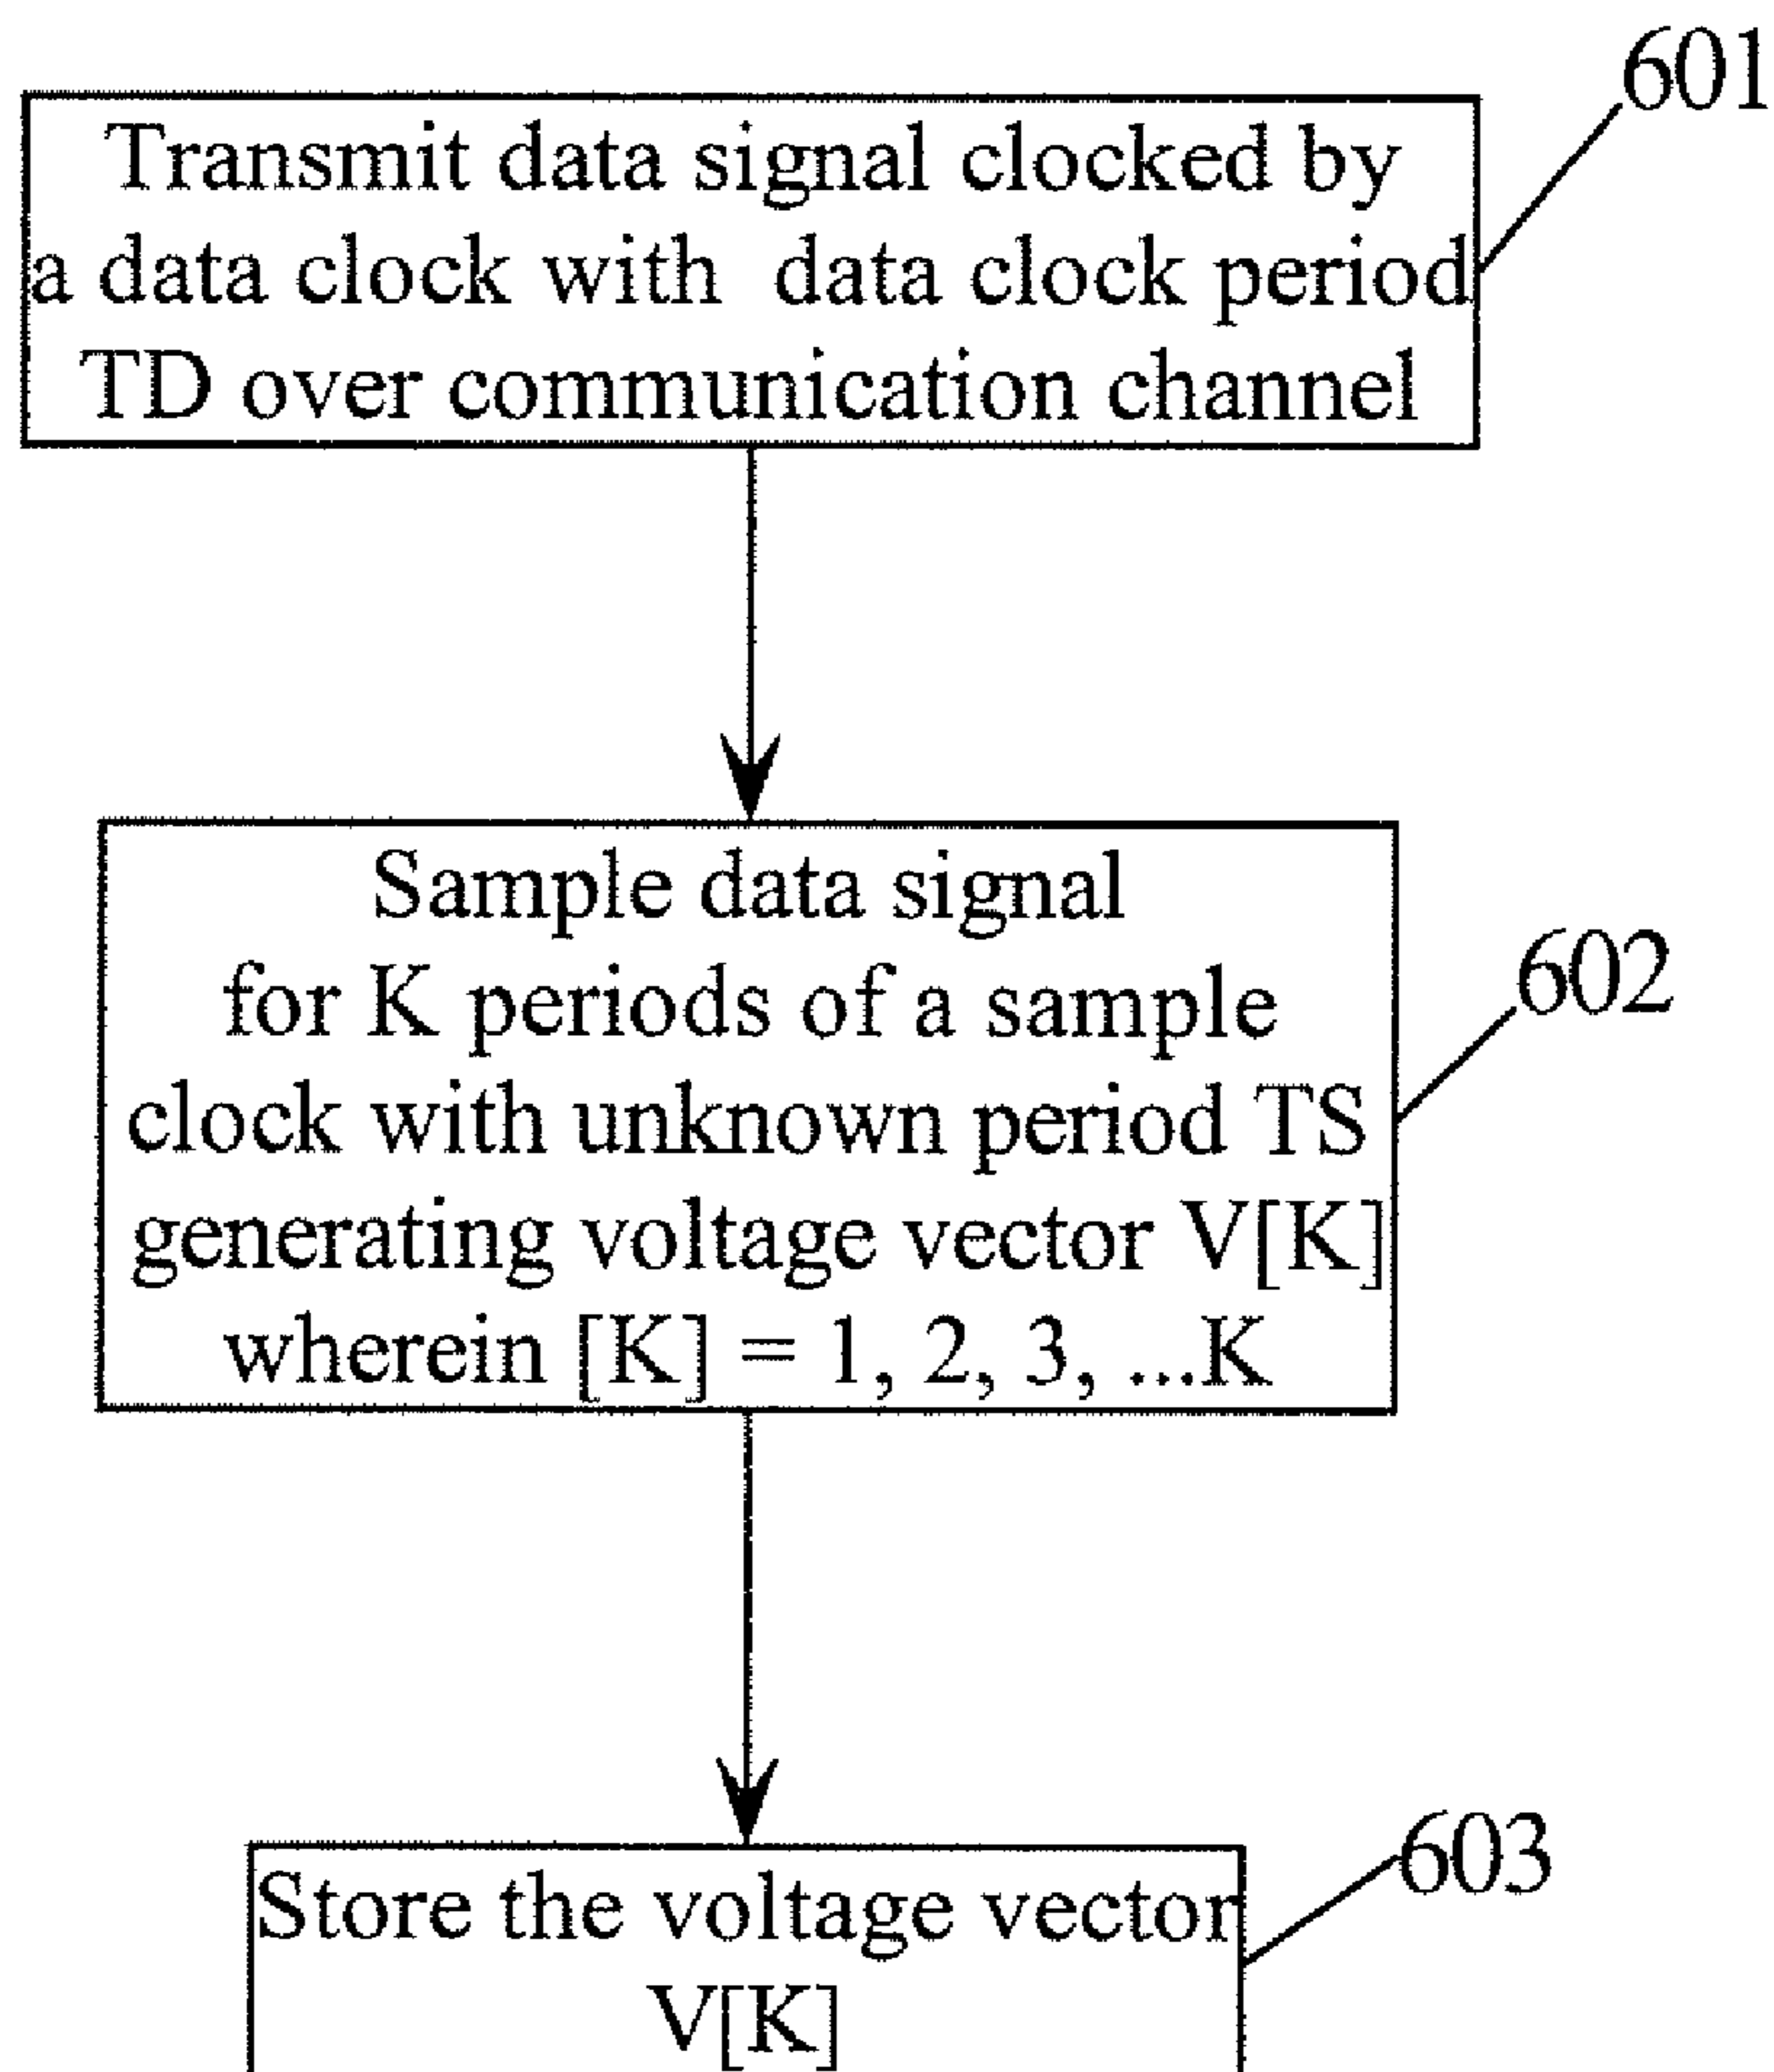 601
Transmit data signal clocked by
a data clock with data clock period
TD over communication channel
Sample data signal
for K periods of a sample
clock with unknown period TS
generating voltage vector V[K]
wherein [K] = 1, 2, 3, ...K
602
603
Store the voltage vector
V[K]